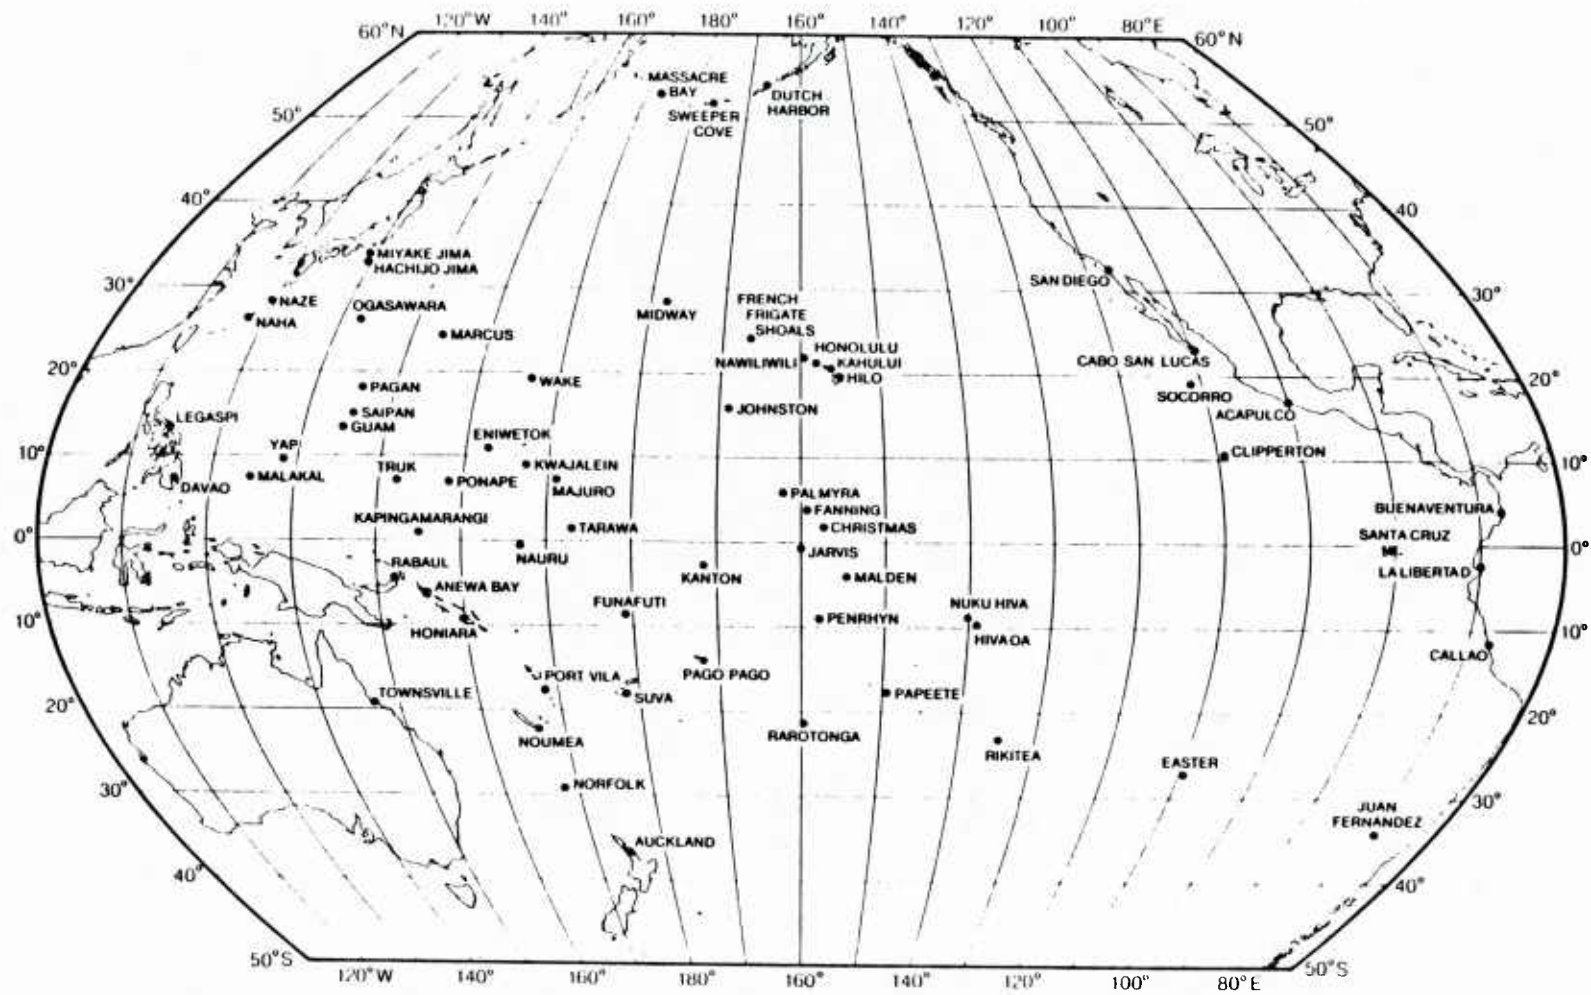 120°W 140° 160° 180° 160° 140° 120° 100° 80°E
60°N 60°N
MASSACRE
BAY
DUTCH
HARBOR
SWEEPER
COVE
50° 50°
40° 40
MIYAKE JIMA
HACHIJO JIMA
SAN DIEGO
30° 30°
NAZE
OGASAWARA
NAHA
MARCUS
MIDWAY
FRENCH
FRIGATE
SHOALS
HONOLULU
NAWILIWILI
KAHULUI
HILO
CABO SAN LUCAS
20° 20°
PAGAN
WAKE
SOCORRO
ACAPULCO
SAIPAN
GUAM
JOHNSTON
LEGASPI
ENIWETOK
YAP
10° 10°
CLIPPERTON
TRUK
KWAJALEIN
MALAKAL
PONAPE
MAJURO
DAVAO
PALMYRA
FANNING
BUENAVENTURA
KAPINGAMARANGI
TARAWA
CHRISTMAS
SANTA CRUZ
0° 0°
NAURU
JARVIS
RABAUL
KANTON
MALDEN
LA LIBERTAD
ANEWA BAY
FUNAFUTI
NUKU HIVA
PENRHYN
10° 10°
HONIARA
HIVA OA
CALLAO
PORT VILA
PAGO PAGO
TOWNSVILLE
SUVA
PAPEETE
20° 20°
NOUMEA
RAROTONGA
RIKITEA
EASTER
30° 30°
NORFOLK
JUAN
FERNANDEZ
AUCKLAND
40° 40°
50°S 50°S
120°W 140° 160° 180° 160° 140° 120° 100° 80°E